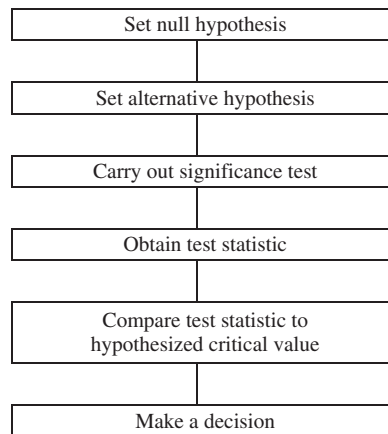 Set null hypothesis
Set alternative hypothesis
Carry out significance test
Obtain test statistic
Compare test statistic to
hypothesized critical value
Make a decision